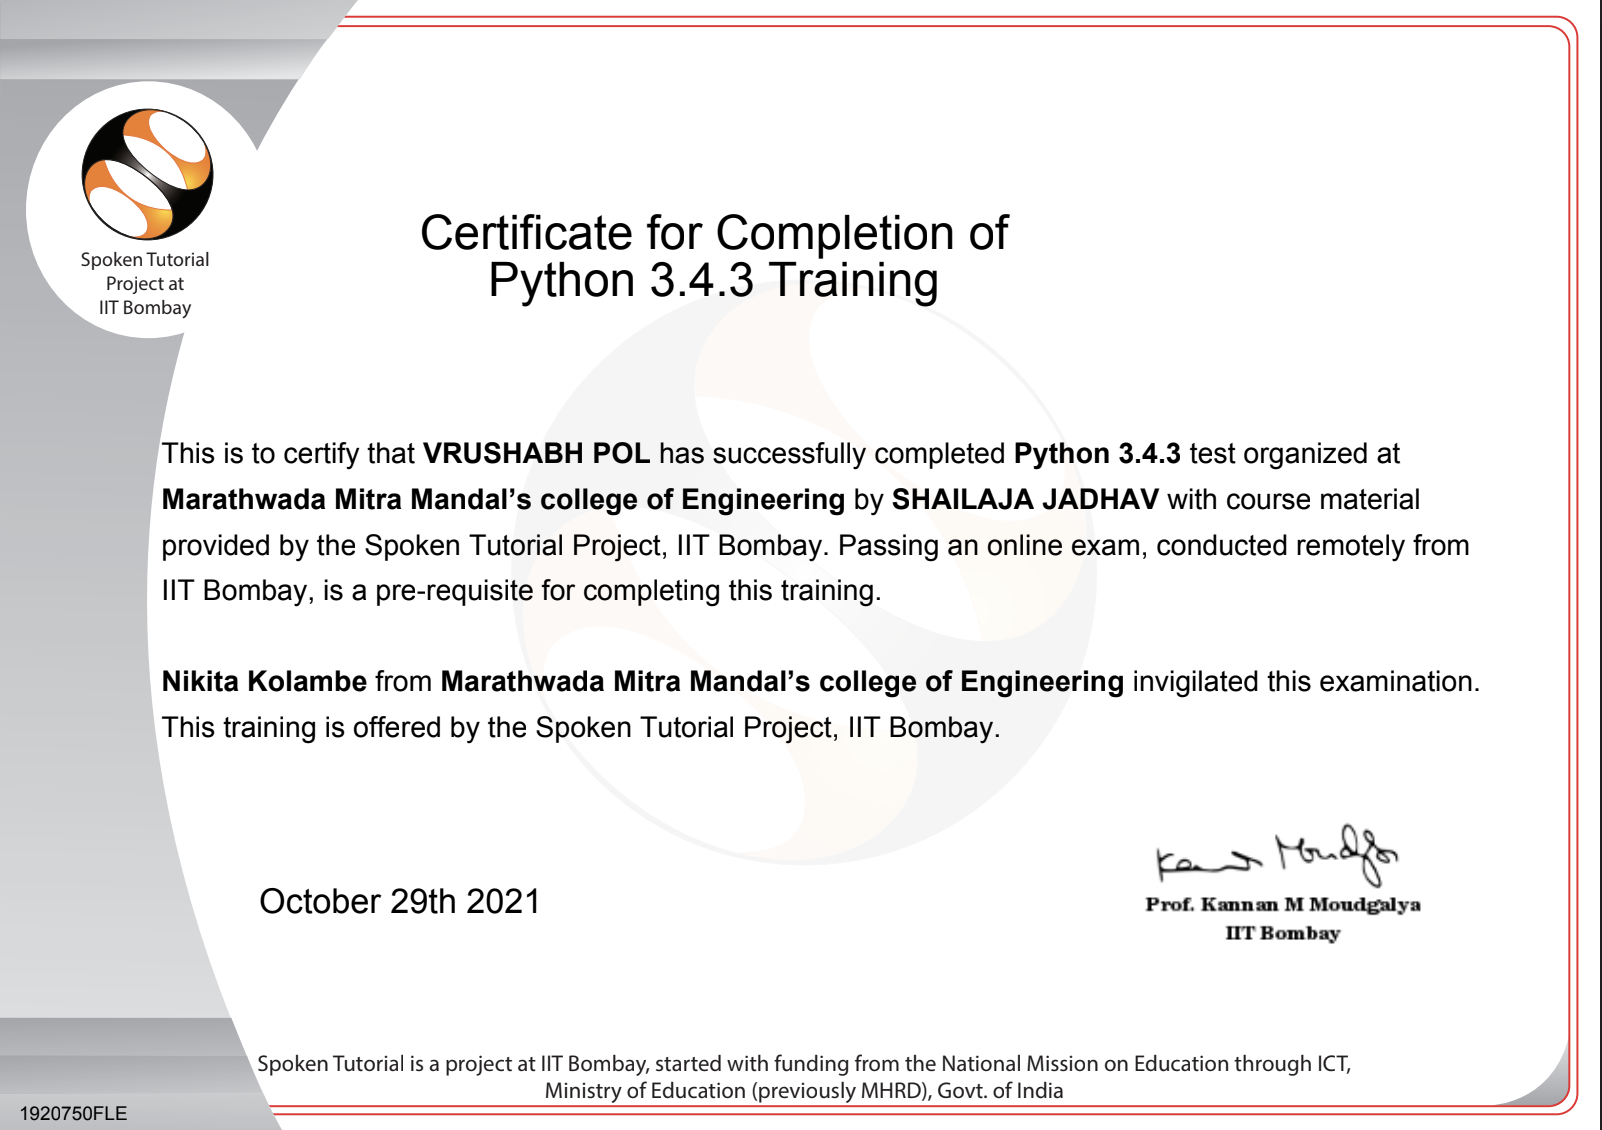 Spoken Tutorial
Project at
IIT Bombay
Certificate for Completion of
Python 3.4.3 Training
This is to certify that VRUSHABH POL has successfully completed Python 3.4.3 test organized at
Marathwada Mitra Mandal’s college of Engineering by SHAILAJA JADHAV with course material
provided by the Spoken Tutorial Project, IIT Bombay. Passing an online exam, conducted remotely from
IIT Bombay, is a pre-requisite for completing this training.
Nikita Kolambe from Marathwada Mitra Mandal’s college of Engineering invigilated this examination.
This training is offered by the Spoken Tutorial Project, IIT Bombay.
October 29th 2021
Kannan Moudgalya
Prof. Kannan M Moudgalya
IIT Bombay
Spoken Tutorial is a project at IIT Bombay, started with funding from the National Mission on Education through ICT,
Ministry of Education (previously MHRD), Govt. of India
1920750FLE